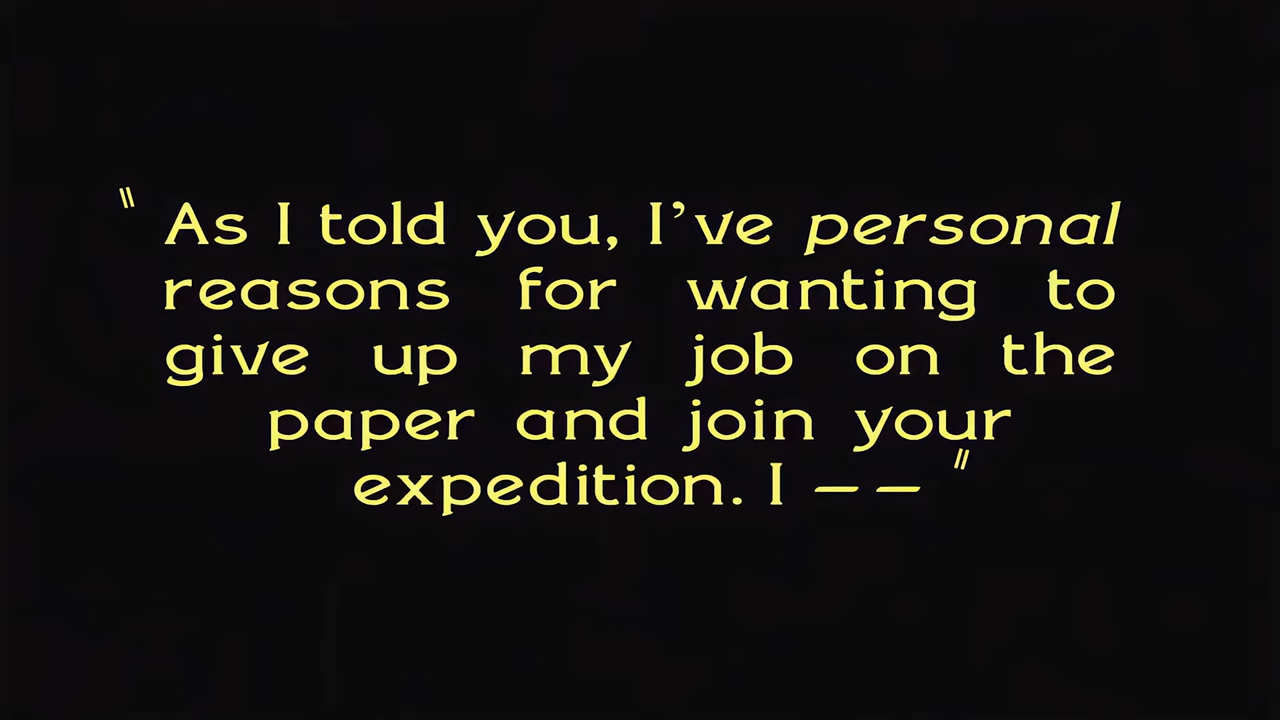 " As I told you, I've personal
reasons for wanting to
give up my job on the
paper and join your
expedition. I — — "